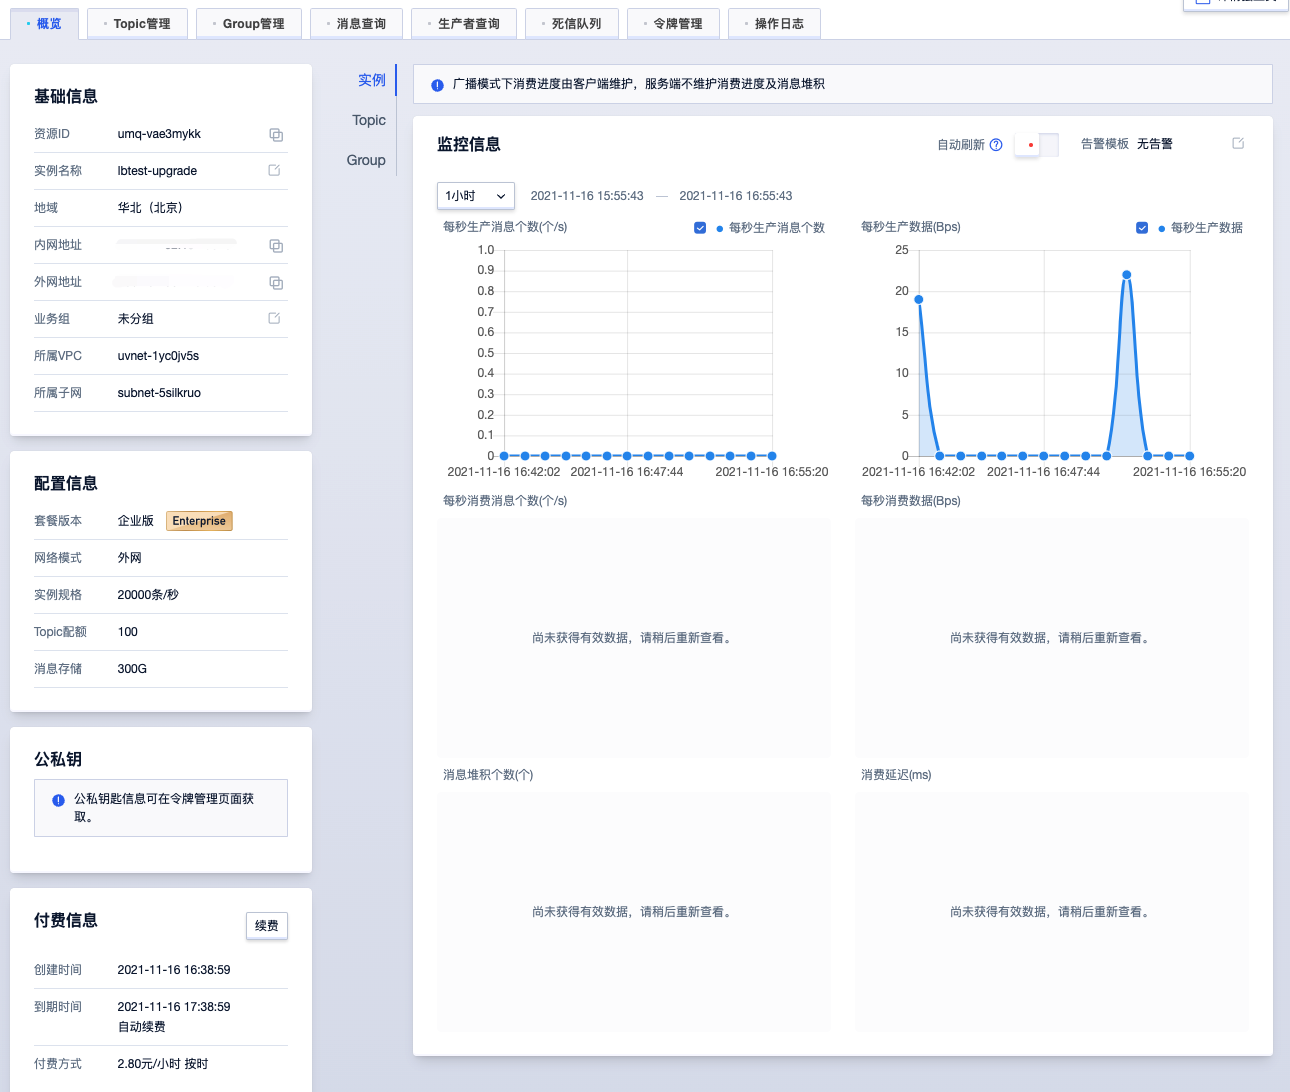 概览
Topic管理
Group管理
消息查询
生产者查询
死信队列
令牌管理
操作日志
基础信息
资源ID umq-vae3mykk
实例名称 lbtest-upgrade
地域 华北（北京）
内网地址
外网地址
业务组 未分组
所属VPC uvnet-1yc0jv5s
所属子网 subnet-5silkruo
配置信息
套餐版本 企业版 Enterprise
网络模式 外网
实例规格 20000条/秒
Topic配额 100
消息存储 300G
公私钥
公私钥匙信息可在令牌管理页面获
取。
付费信息
续费
创建时间 2021-11-16 16:38:59
到期时间 2021-11-16 17:38:59
自动续费
付费方式 2.80元/小时 按时
实例
Topic
Group
广播模式下消费进度由客户端维护，服务端不维护消费进度及消息堆积
监控信息
自动刷新
告警模板 无告警
1小时
2021-11-16 15:55:43 — 2021-11-16 16:55:43
每秒生产消息个数(个/s)
每秒生产消息个数
1.0
0.9
0.8
0.7
0.6
0.5
0.4
0.3
0.2
0.1
0
2021-11-16 16:42:02 2021-11-16 16:47:44 2021-11-16 16:55:20
每秒生产数据(Bps)
每秒生产数据
25
20
15
10
5
0
2021-11-16 16:42:02 2021-11-16 16:47:44 2021-11-16 16:55:20
每秒消费消息个数(个/s)
尚未获得有效数据，请稍后重新查看。
每秒消费数据(Bps)
尚未获得有效数据，请稍后重新查看。
消息堆积个数(个)
尚未获得有效数据，请稍后重新查看。
消费延迟(ms)
尚未获得有效数据，请稍后重新查看。